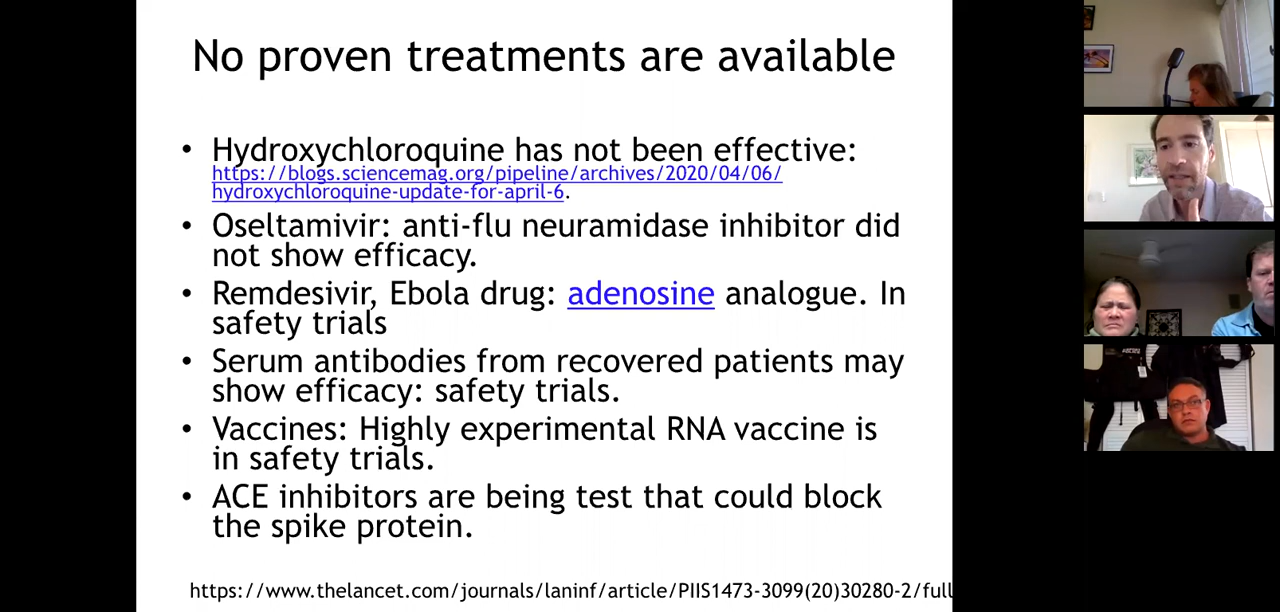 No proven treatments are available
• Hydroxychloroquine has not been effective:
https://blogs.sciencemag.org/pipeline/archives/2020/04/06/
hydroxychloroquine-update-for-april-6.
• Oseltamivir: anti-flu neuramidase inhibitor did
not show efficacy.
• Remdesivir, Ebola drug: adenosine analogue. In
safety trials
• Serum antibodies from recovered patients may
show efficacy: safety trials.
• Vaccines: Highly experimental RNA vaccine is
in safety trials.
• ACE inhibitors are being test that could block
the spike protein.
https://www.thelancet.com/journals/laninf/article/PIIS1473-3099(20)30280-2/full